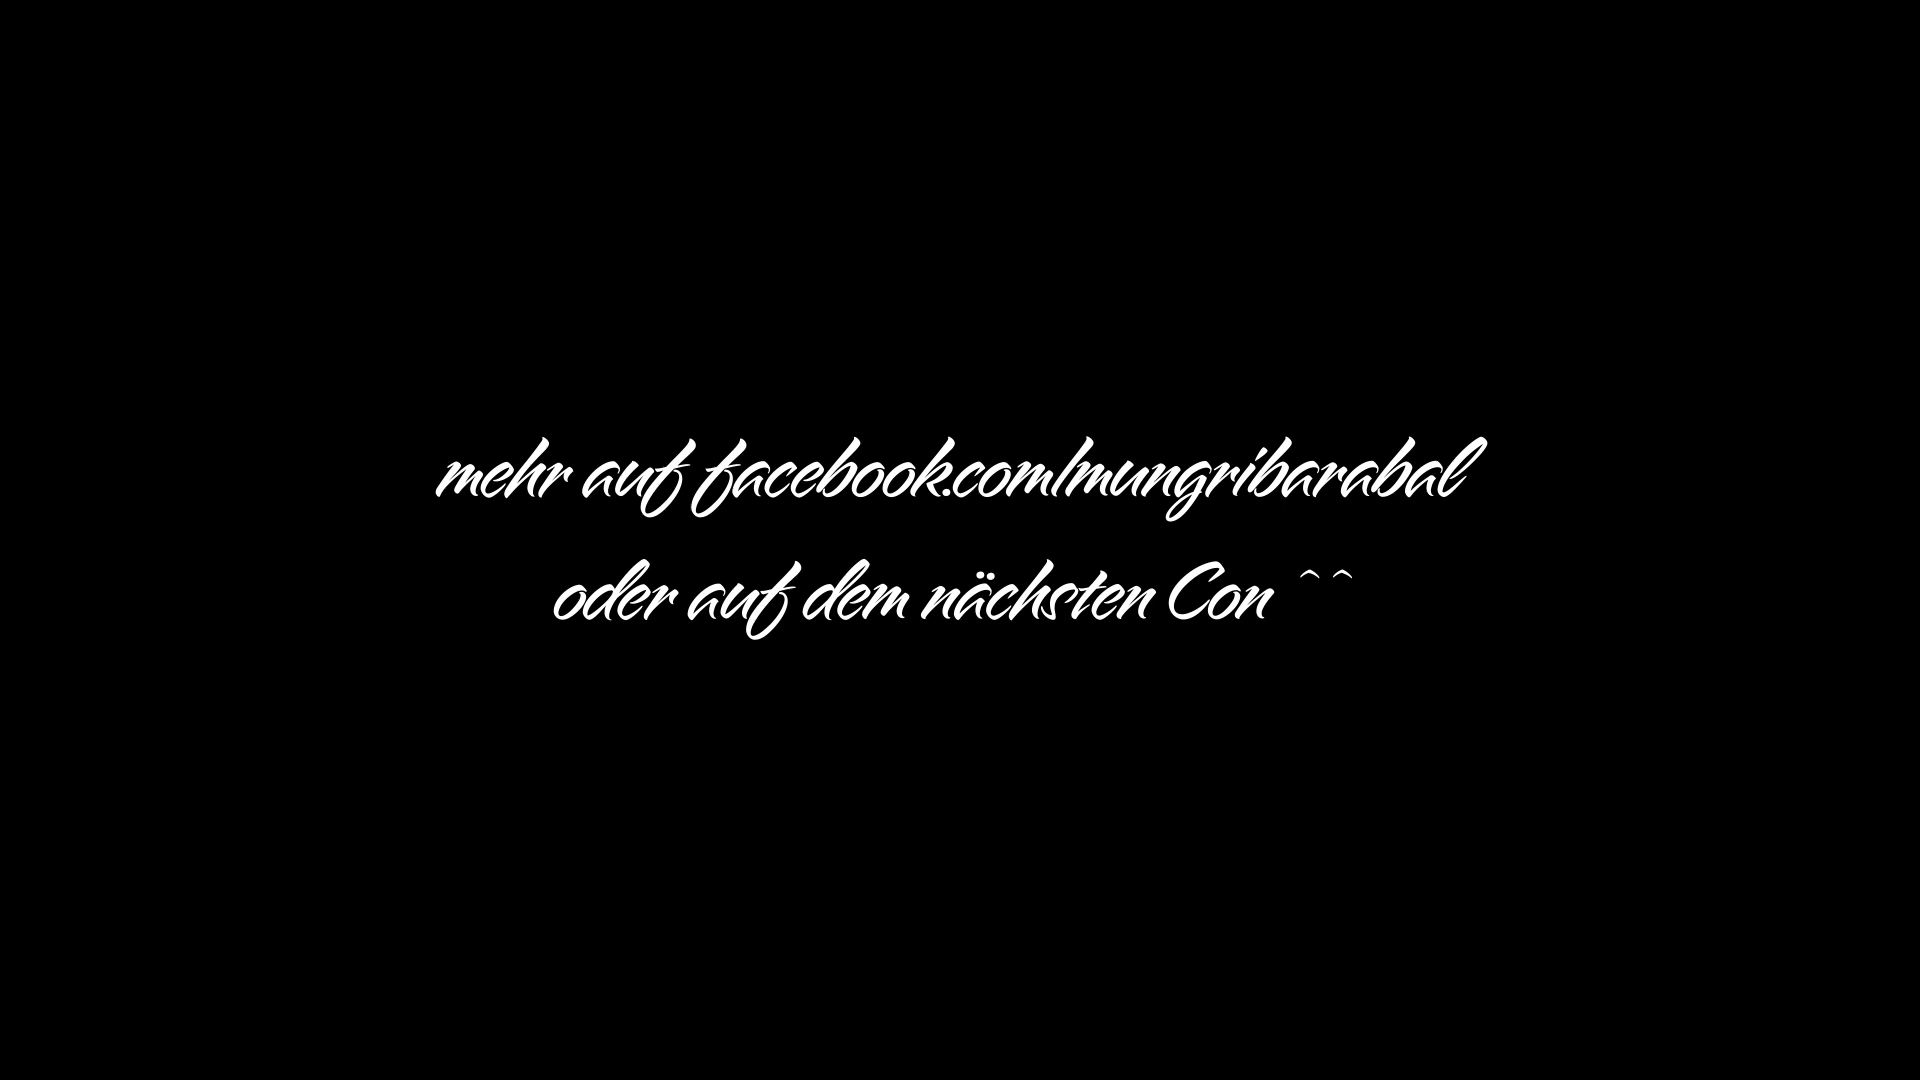 mehr auf facebook.com/mungribarabal
oder auf dem nächsten Con ^^